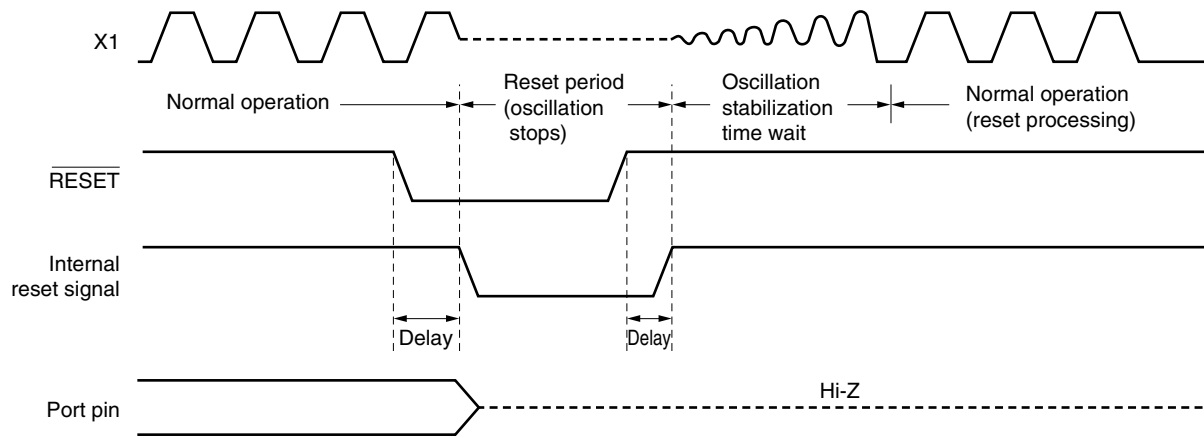 X1
Normal operation
Reset period
(oscillation
stops)
Oscillation
stabilization
time wait
Normal operation
(reset processing)
RESET
Internal
reset signal
Delay
Delay
Port pin
Hi-Z